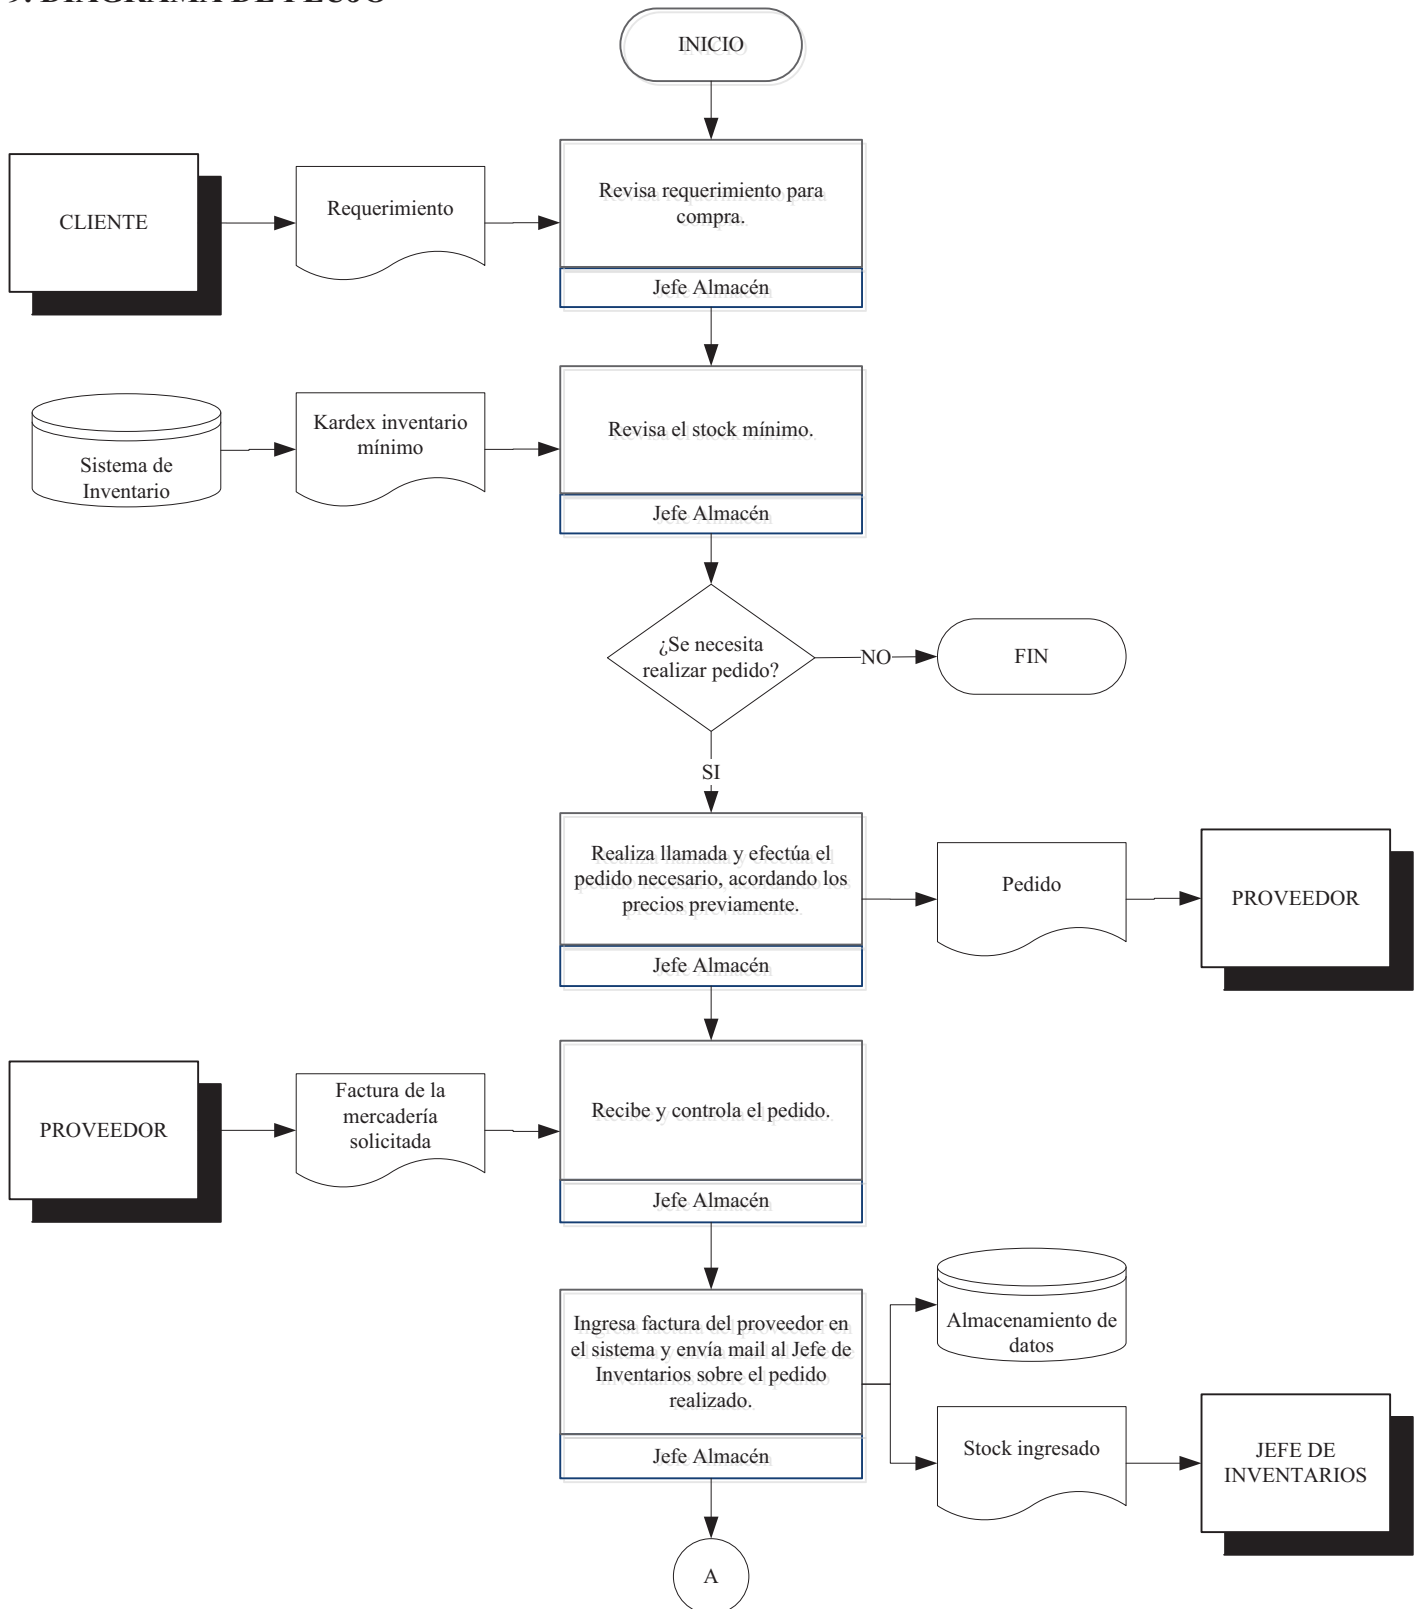 9. DIAGRAMA DE FLUJO
INICIO
CLIENTE
Requerimiento
Revisa requerimiento para
compra.
Jefe Almacén
Sistema de
Inventario
Kardex inventario
mínimo
Revisa el stock mínimo.
Jefe Almacén
¿Se necesita
realizar pedido?
NO
FIN
SI
Realiza llamada y efectúa el
pedido necesario, acordando los
precios previamente.
Jefe Almacén
Pedido
PROVEEDOR
PROVEEDOR
Factura de la
mercadería
solicitada
Recibe y controla el pedido.
Jefe Almacén
Ingresa factura del proveedor en
el sistema y envía mail al Jefe de
Inventarios sobre el pedido
realizado.
Jefe Almacén
Almacenamiento de
datos
Stock ingresado
JEFE DE
INVENTARIOS
A